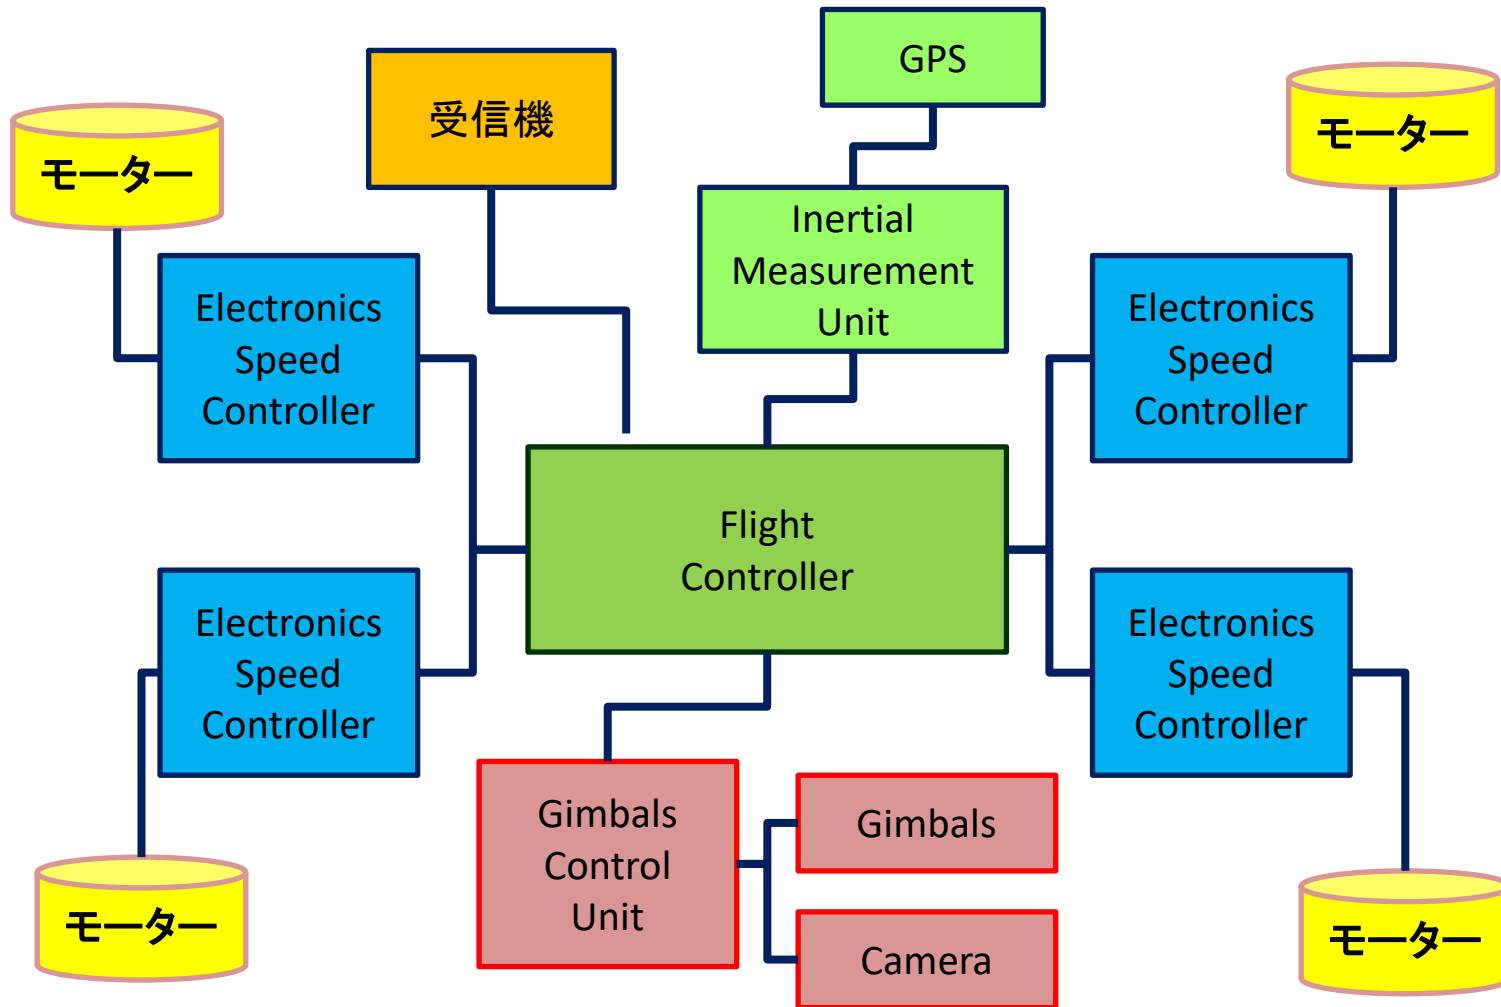 GPS
受信機
モーター
モーター
Inertial
Measurement
Unit
Electronics
Speed
Controller
Electronics
Speed
Controller
Flight
Controller
Electronics
Speed
Controller
Electronics
Speed
Controller
Gimbals
Control
Unit
Gimbals
Camera
モーター
モーター